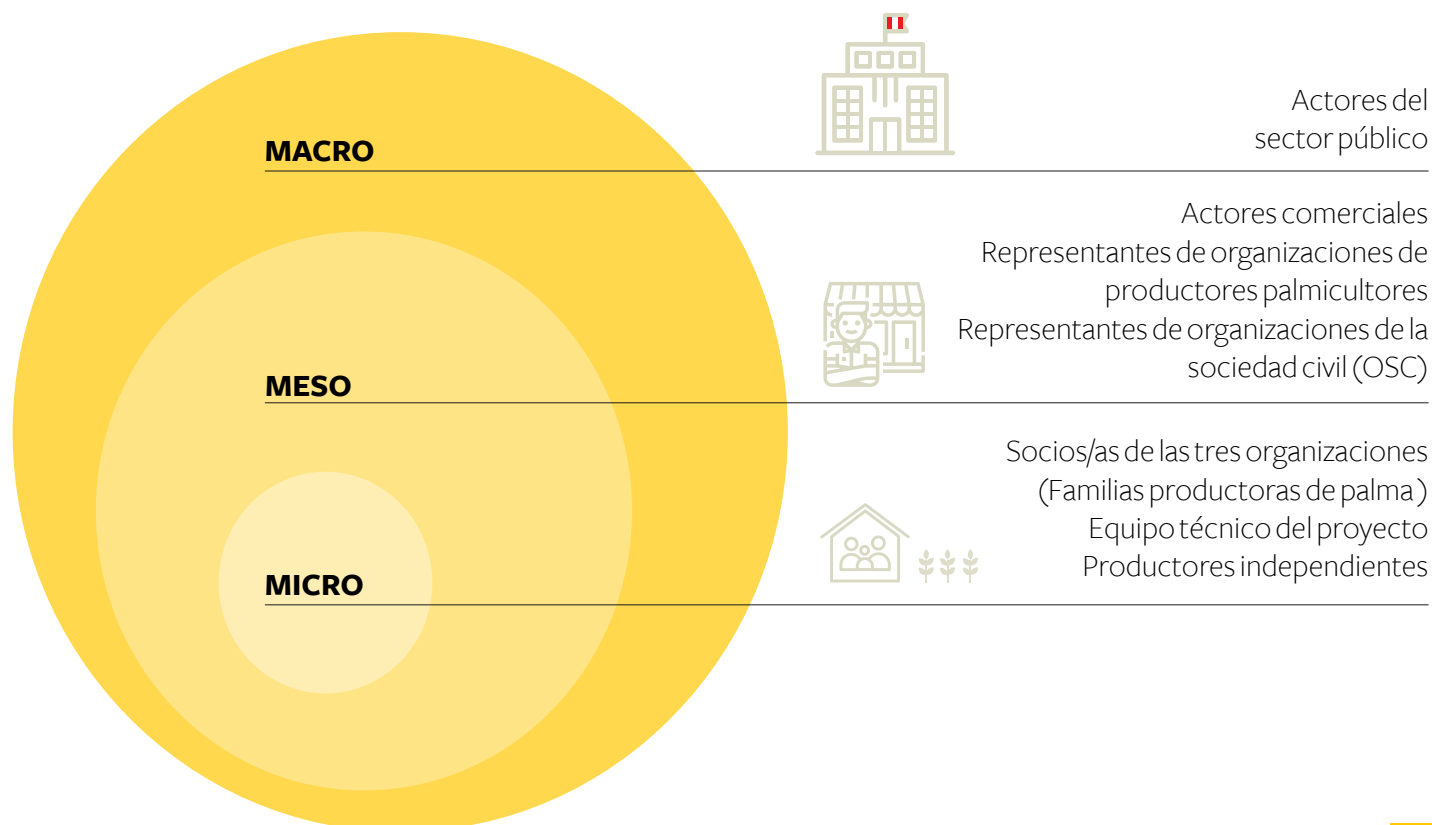 MACRO
Actores del
sector público
MESO
Actores comerciales
Representantes de organizaciones de
productores palmicultores
Representantes de organizaciones de la
sociedad civil (OSC)
MICRO
Socios/as de las tres organizaciones
(Familias productoras de palma )
Equipo técnico del proyecto
Productores independientes